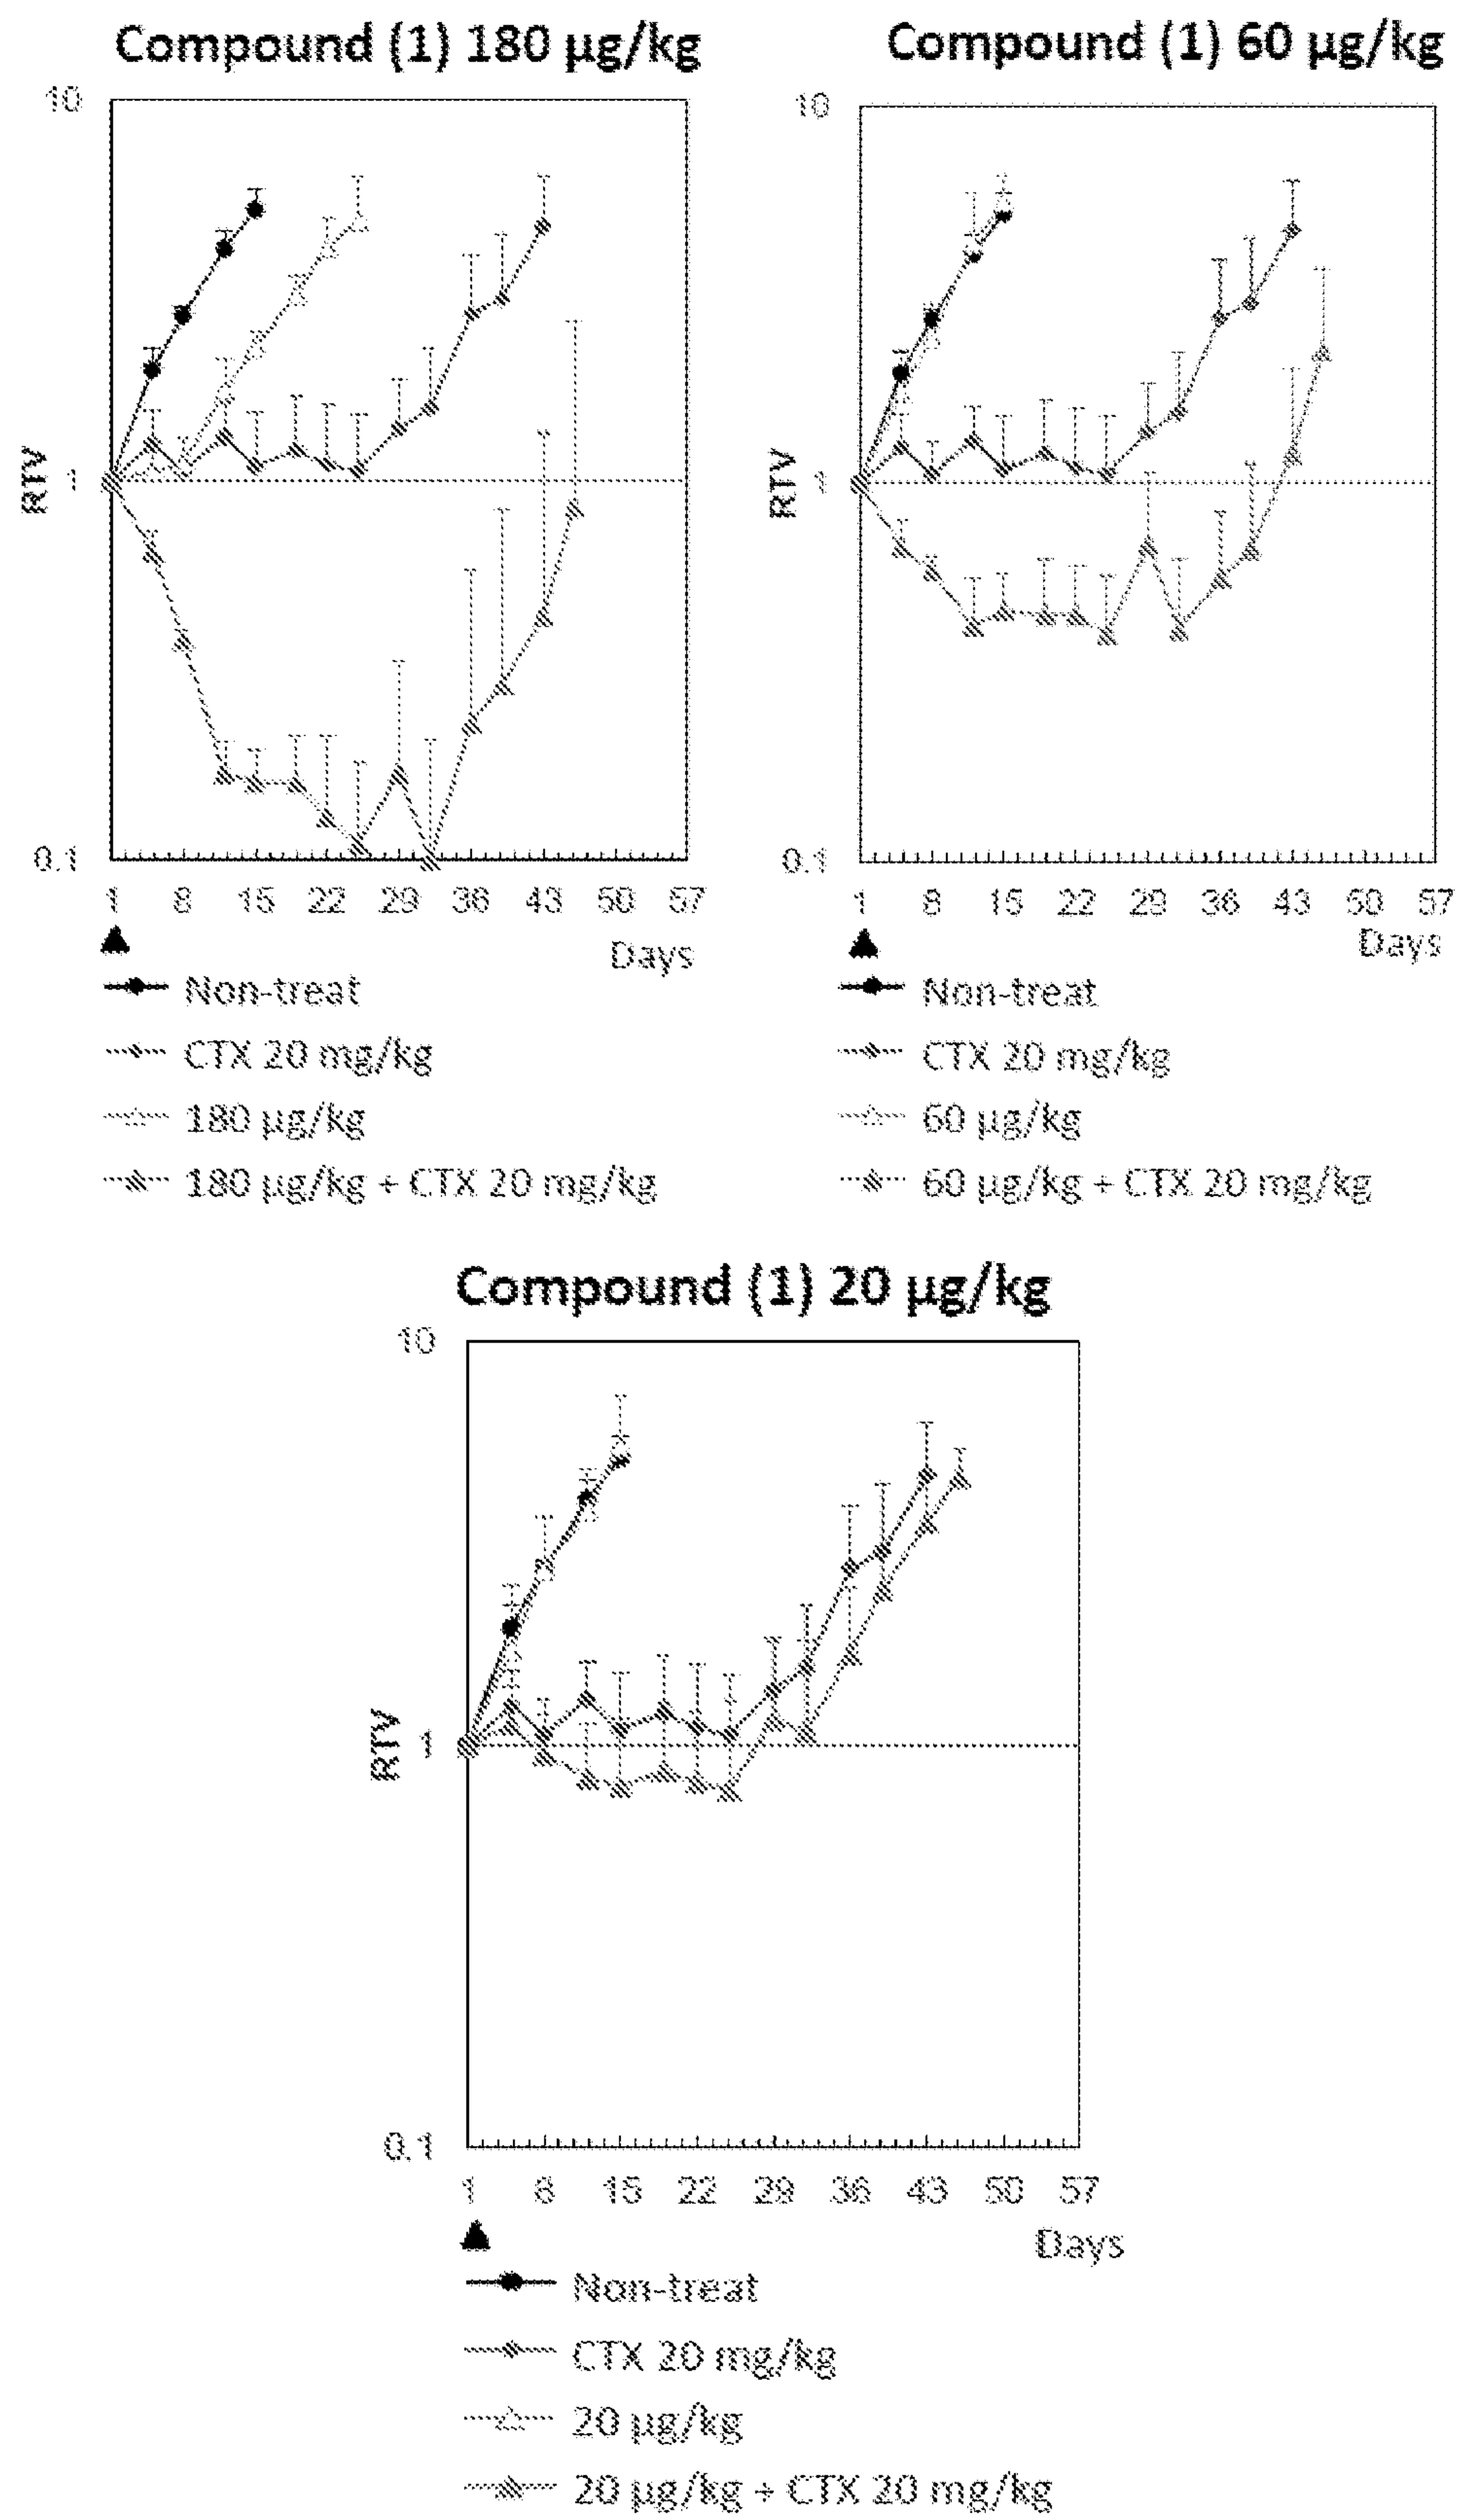 Compound (1) 180 µg/kg
10
RTV
1
0.1
1 8 15 22 29 36 43 50 57
Days
Non-treat
CTX 20 mg/kg
180 µg/kg
180 µg/kg + CTX 20 mg/kg
Compound (1) 60 µg/kg
10
RTV
1
0.1
1 8 15 22 29 36 43 50 57
Days
Non-treat
CTX 20 mg/kg
60 µg/kg
60 µg/kg + CTX 20 mg/kg
Compound (1) 20 µg/kg
10
RTV
1
0.1
1 8 15 22 29 36 43 50 57
Days
Non-treat
CTX 20 mg/kg
20 µg/kg
20 µg/kg + CTX 20 mg/kg